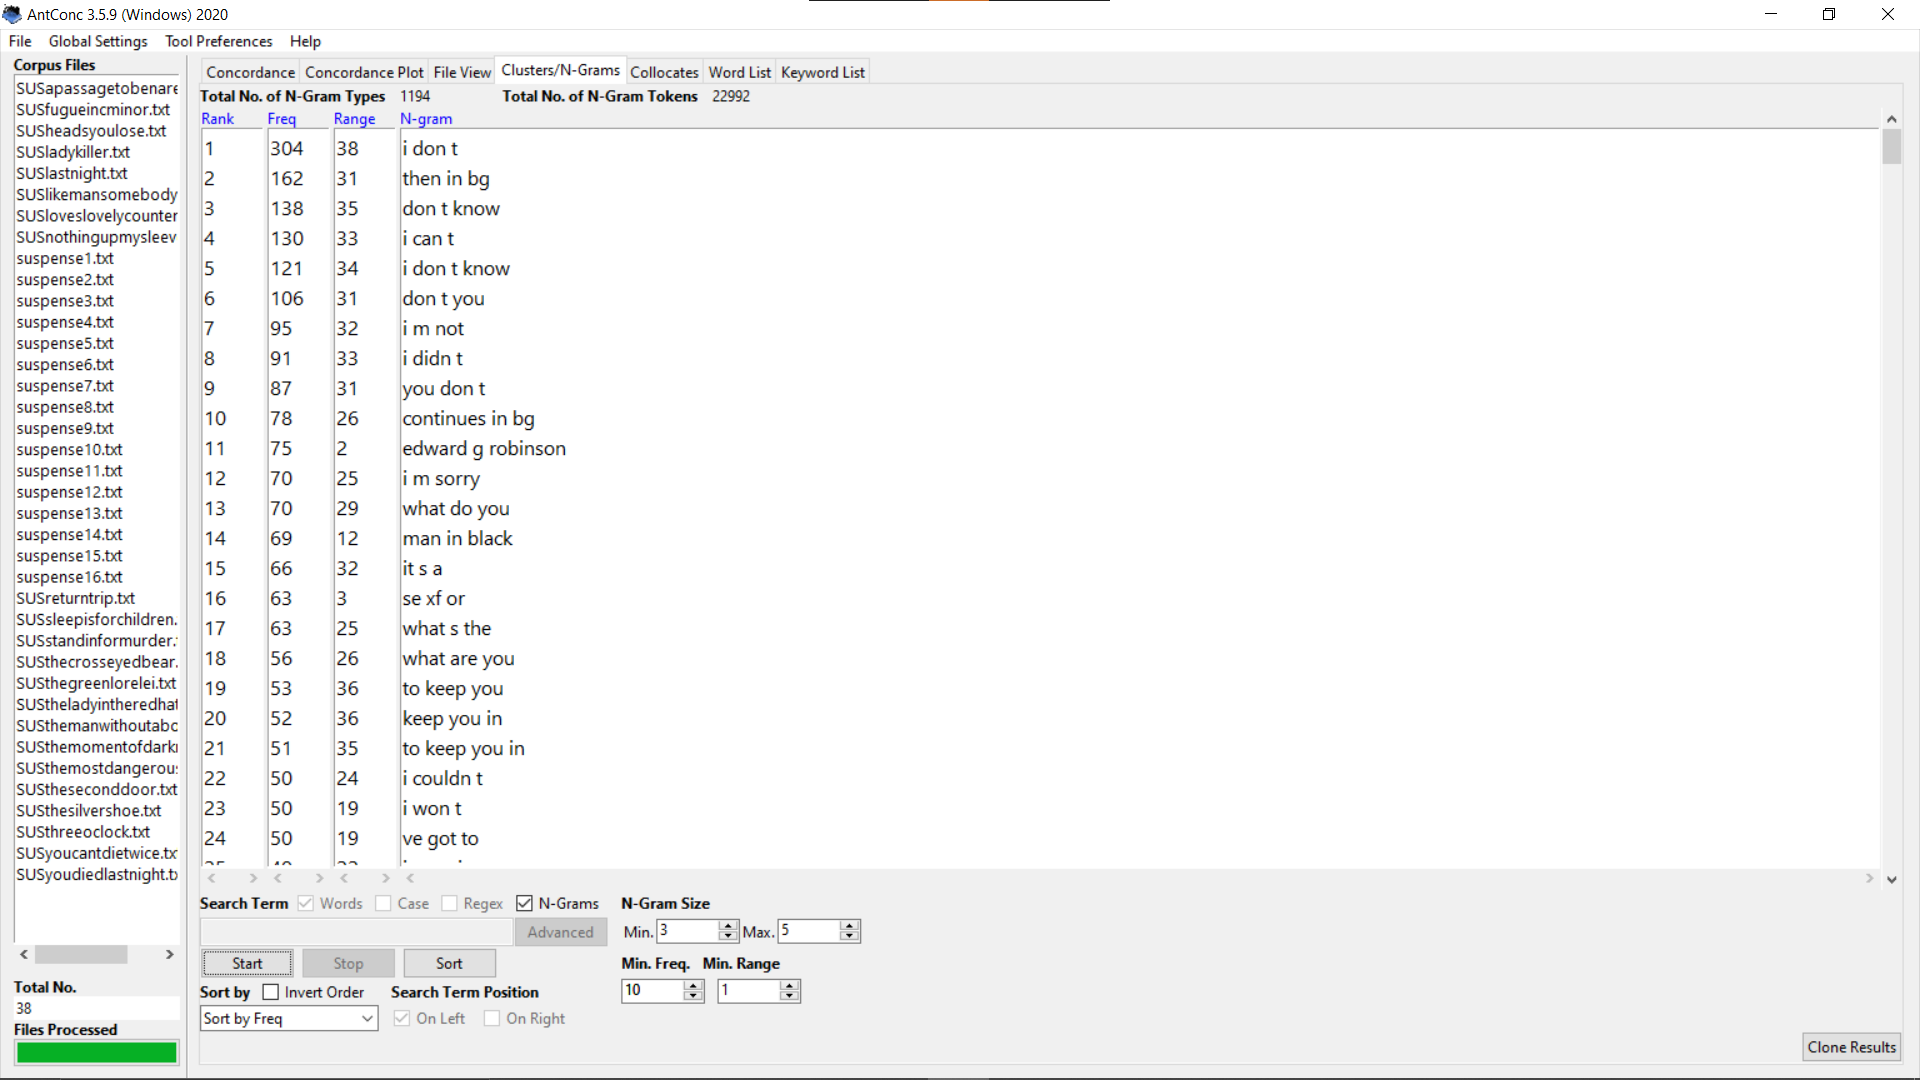 AntConc 3.5.9 (Windows) 2020
File Global Settings Tool Preferences Help
Corpus Files
SUSapassagetobenare
SUSfugueincminor.txt
SUSheadsyoulose.txt
SUSladykiller.txt
SUSlastnight.txt
SUSlikemansomebody
SUSloveslovelycounter
SUSnothingupmysleev
suspense1.txt
suspense2.txt
suspense3.txt
suspense4.txt
suspense5.txt
suspense6.txt
suspense7.txt
suspense8.txt
suspense9.txt
suspense10.txt
suspense11.txt
suspense12.txt
suspense13.txt
suspense14.txt
suspense15.txt
suspense16.txt
SUSreturntrip.txt
SUSsleepisforchildren.
SUSstandinformurder.
SUSthecrosseyedbear.
SUSthegreenlorelei.txt
SUStheladyintheredhat
SUSthemanwithoutabo
SUSthemomentofdark
SUSthemostdangerou
SUStheseconddoor.txt
SUSthesilvershoe.txt
SUSthreeoclock.txt
SUSyoucantdietwice.tx
SUSyoudiedlastnight.t
Total No.
38
Files Processed
Concordance Concordance Plot File View Clusters/N-Grams Collocates Word List Keyword List
Total No. of N-Gram Types 1194 Total No. of N-Gram Tokens 22992
Rank Freq Range N-gram
1 304 38 i don t
2 162 31 then in bg
3 138 35 don t know
4 130 33 i can t
5 121 34 i don t know
6 106 31 don t you
7 95 32 i m not
8 91 33 i didn t
9 87 31 you don t
10 78 26 continues in bg
11 75 2 edward g robinson
12 70 25 i m sorry
13 70 29 what do you
14 69 12 man in black
15 66 32 it s a
16 63 3 se xf or
17 63 25 what s the
18 56 26 what are you
19 53 36 to keep you
20 52 36 keep you in
21 51 35 to keep you in
22 50 24 i couldn t
23 50 19 i won t
24 50 19 ve got to
Search Term Words Case Regex N-Grams N-Gram Size
Advanced Min. 3 Max. 5
Start Stop Sort Min. Freq. Min. Range
Sort by Invert Order Search Term Position 10 1
Sort by Freq On Left On Right
Clone Results